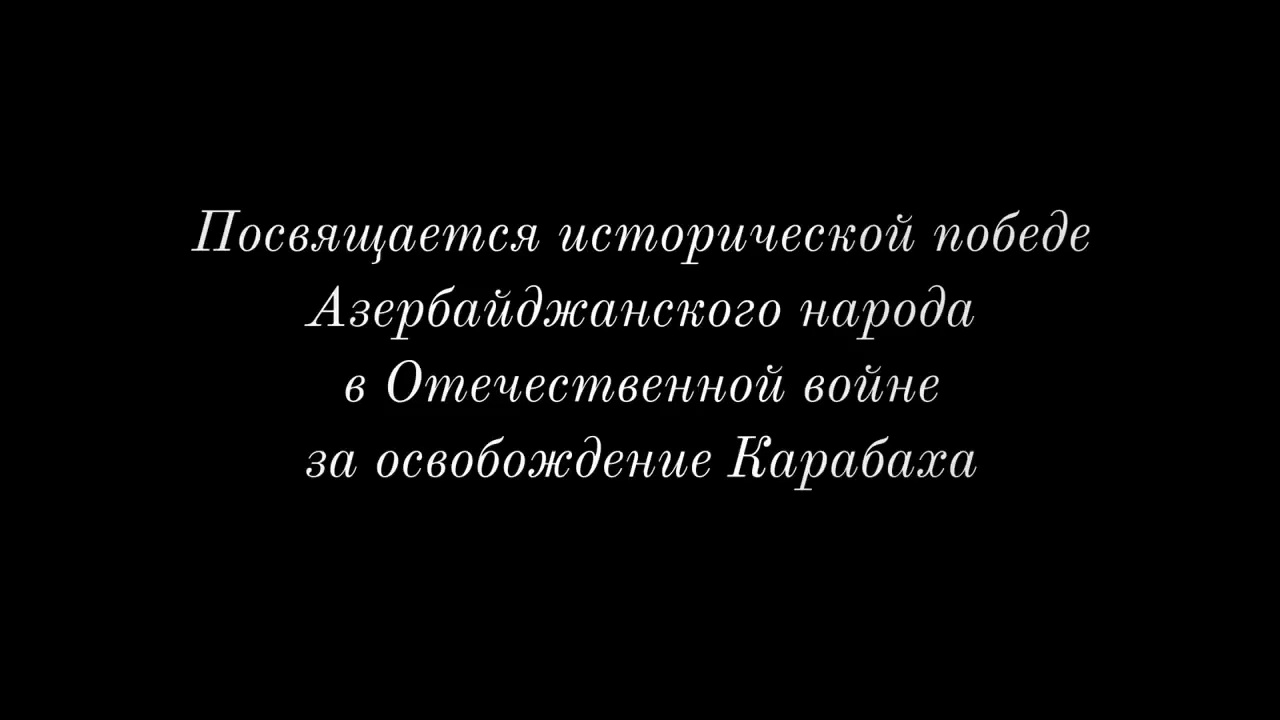 Посвящается исторической победе
Азербайджанского народа
в Отечественной войне
за освобождение Карабаха